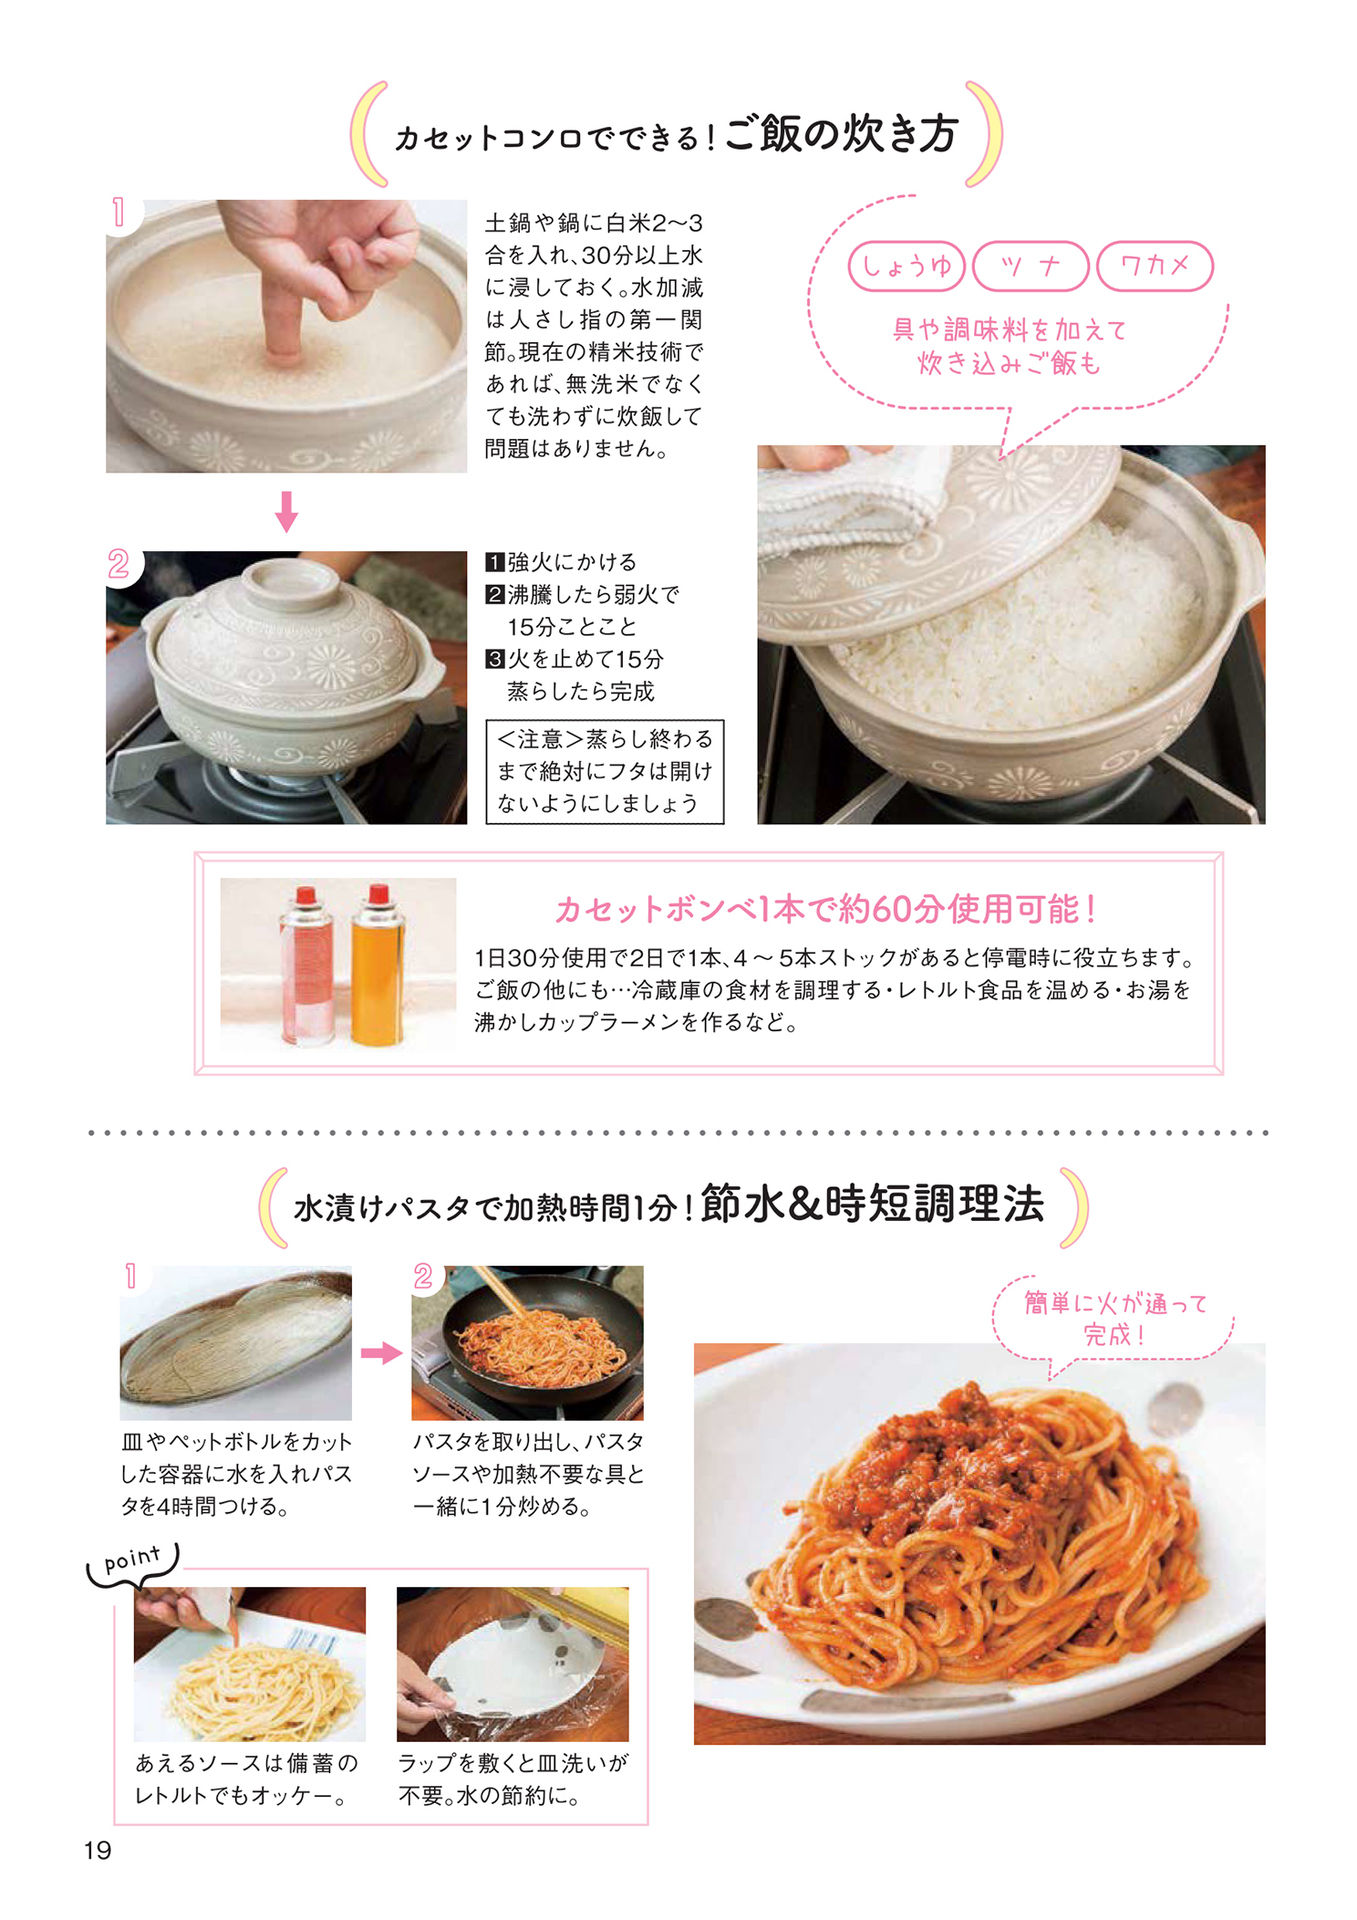 カセットコンロでできる！ご飯の炊き方
1
土鍋や鍋に白米2〜3
合を入れ、30分以上水
に浸しておく。水加減
は人さし指の第一関
節。現在の精米技術で
あれば、無洗米でなく
ても洗わずに炊飯して
問題はありません。
しょうゆ ツナ ワカメ
具や調味料を加えて
炊き込みご飯も
2
1強火にかける
2沸騰したら弱火で
15分ことこと
3火を止めて15分
蒸らしたら完成
＜注意＞蒸らし終わる
まで絶対にフタは開け
ないようにしましょう
カセットボンベ1本で約60分使用可能！
1日30分使用で2日で1本、4〜5本ストックがあると停電時に役立ちます。
ご飯の他にも…冷蔵庫の食材を調理する・レトルト食品を温める・お湯を
沸かしカップラーメンを作るなど。
水漬けパスタで加熱時間1分！節水&時短調理法
1
皿やペットボトルをカット
した容器に水を入れパス
タを4時間つける。
2
パスタを取り出し、パスタ
ソースや加熱不要な具と
一緒に1分炒める。
簡単に火が通って
完成！
point
あえるソースは備蓄の
レトルトでもオッケー。
ラップを敷くと皿洗いが
不要。水の節約に。
19